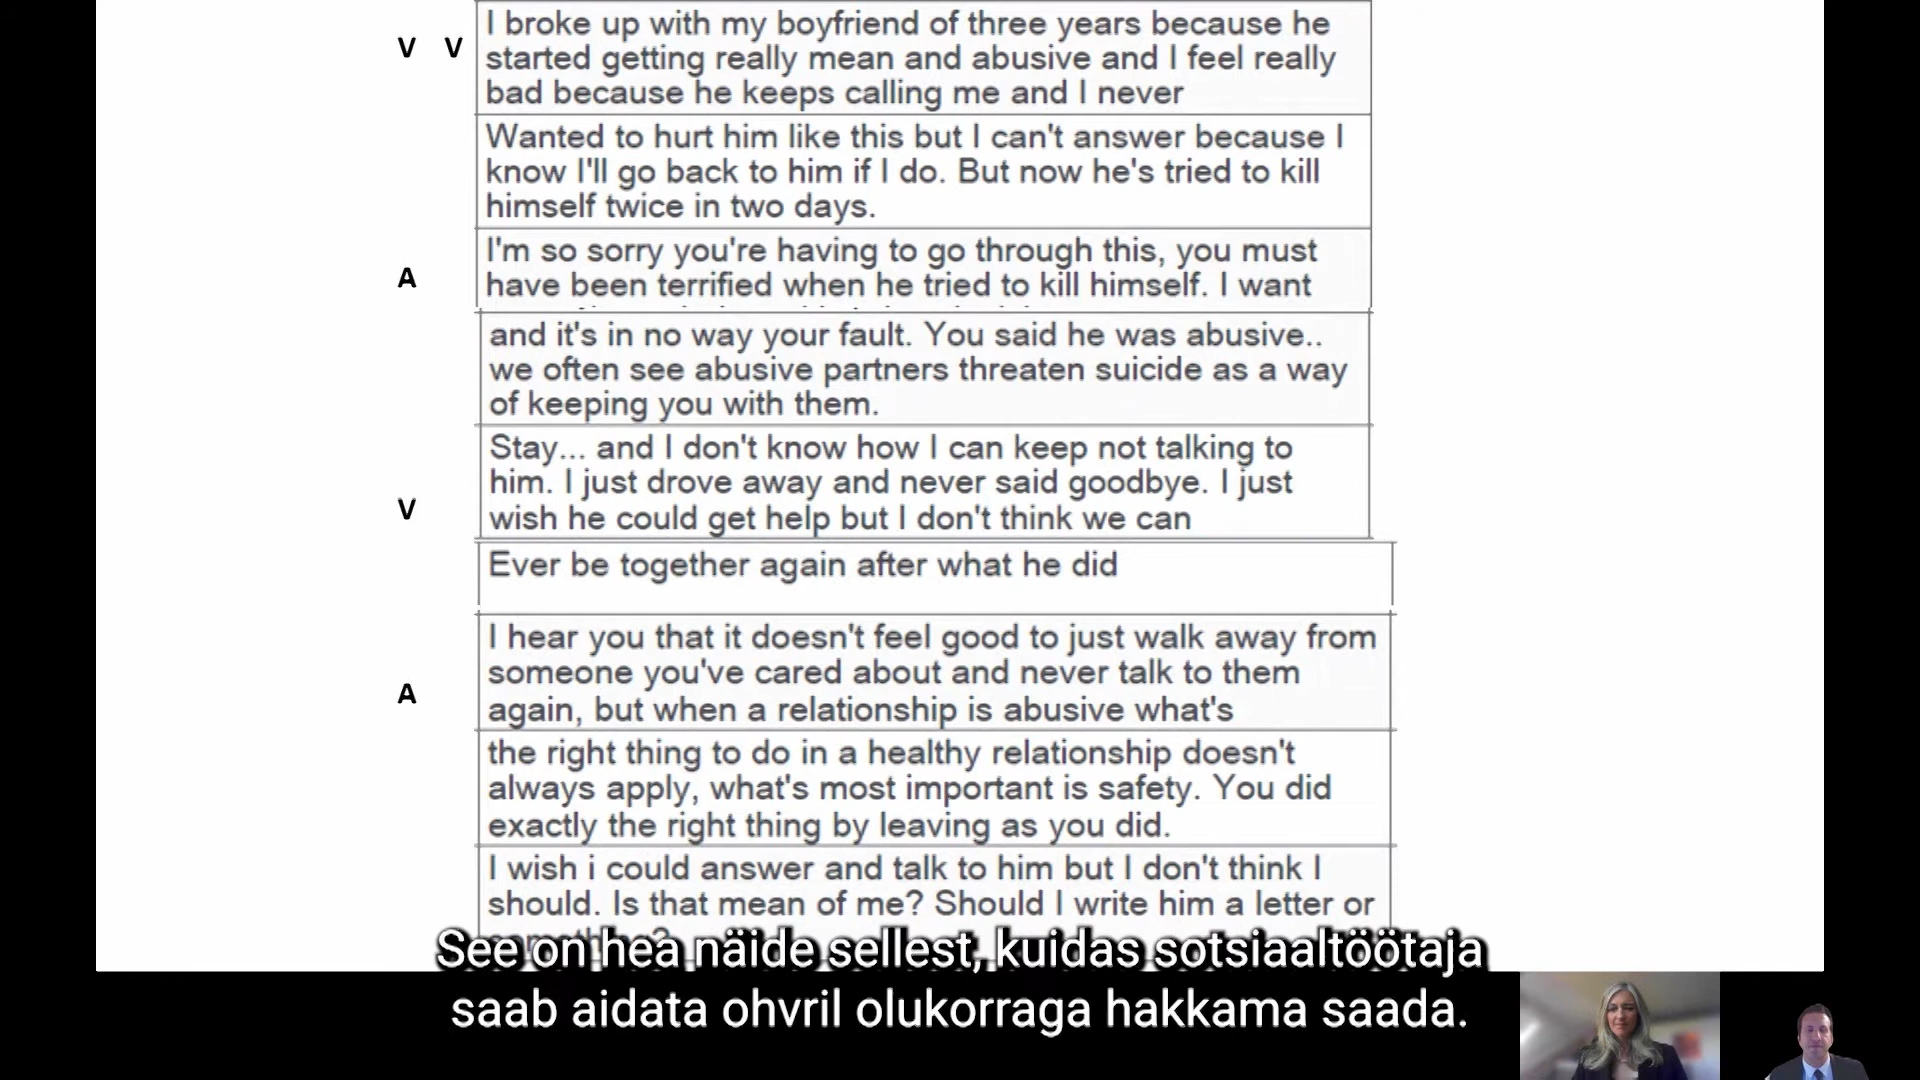 V V
I broke up with my boyfriend of three years because he
started getting really mean and abusive and I feel really
bad because he keeps calling me and I never
Wanted to hurt him like this but I can't answer because I
know I'll go back to him if I do. But now he's tried to kill
himself twice in two days.
A
I'm so sorry you're having to go through this, you must
have been terrified when he tried to kill himself. I want
and it's in no way your fault. You said he was abusive..
we often see abusive partners threaten suicide as a way
of keeping you with them.
V
Stay... and I don't know how I can keep not talking to
him. I just drove away and never said goodbye. I just
wish he could get help but I don't think we can
Ever be together again after what he did
A
I hear you that it doesn't feel good to just walk away from
someone you've cared about and never talk to them
again, but when a relationship is abusive what's
the right thing to do in a healthy relationship doesn't
always apply, what's most important is safety. You did
exactly the right thing by leaving as you did.
I wish i could answer and talk to him but I don't think I
should. Is that mean of me? Should I write him a letter or
See on hea näide sellest, kuidas sotsiaaltöötaja
saab aidata ohvril olukorraga hakkama saada.